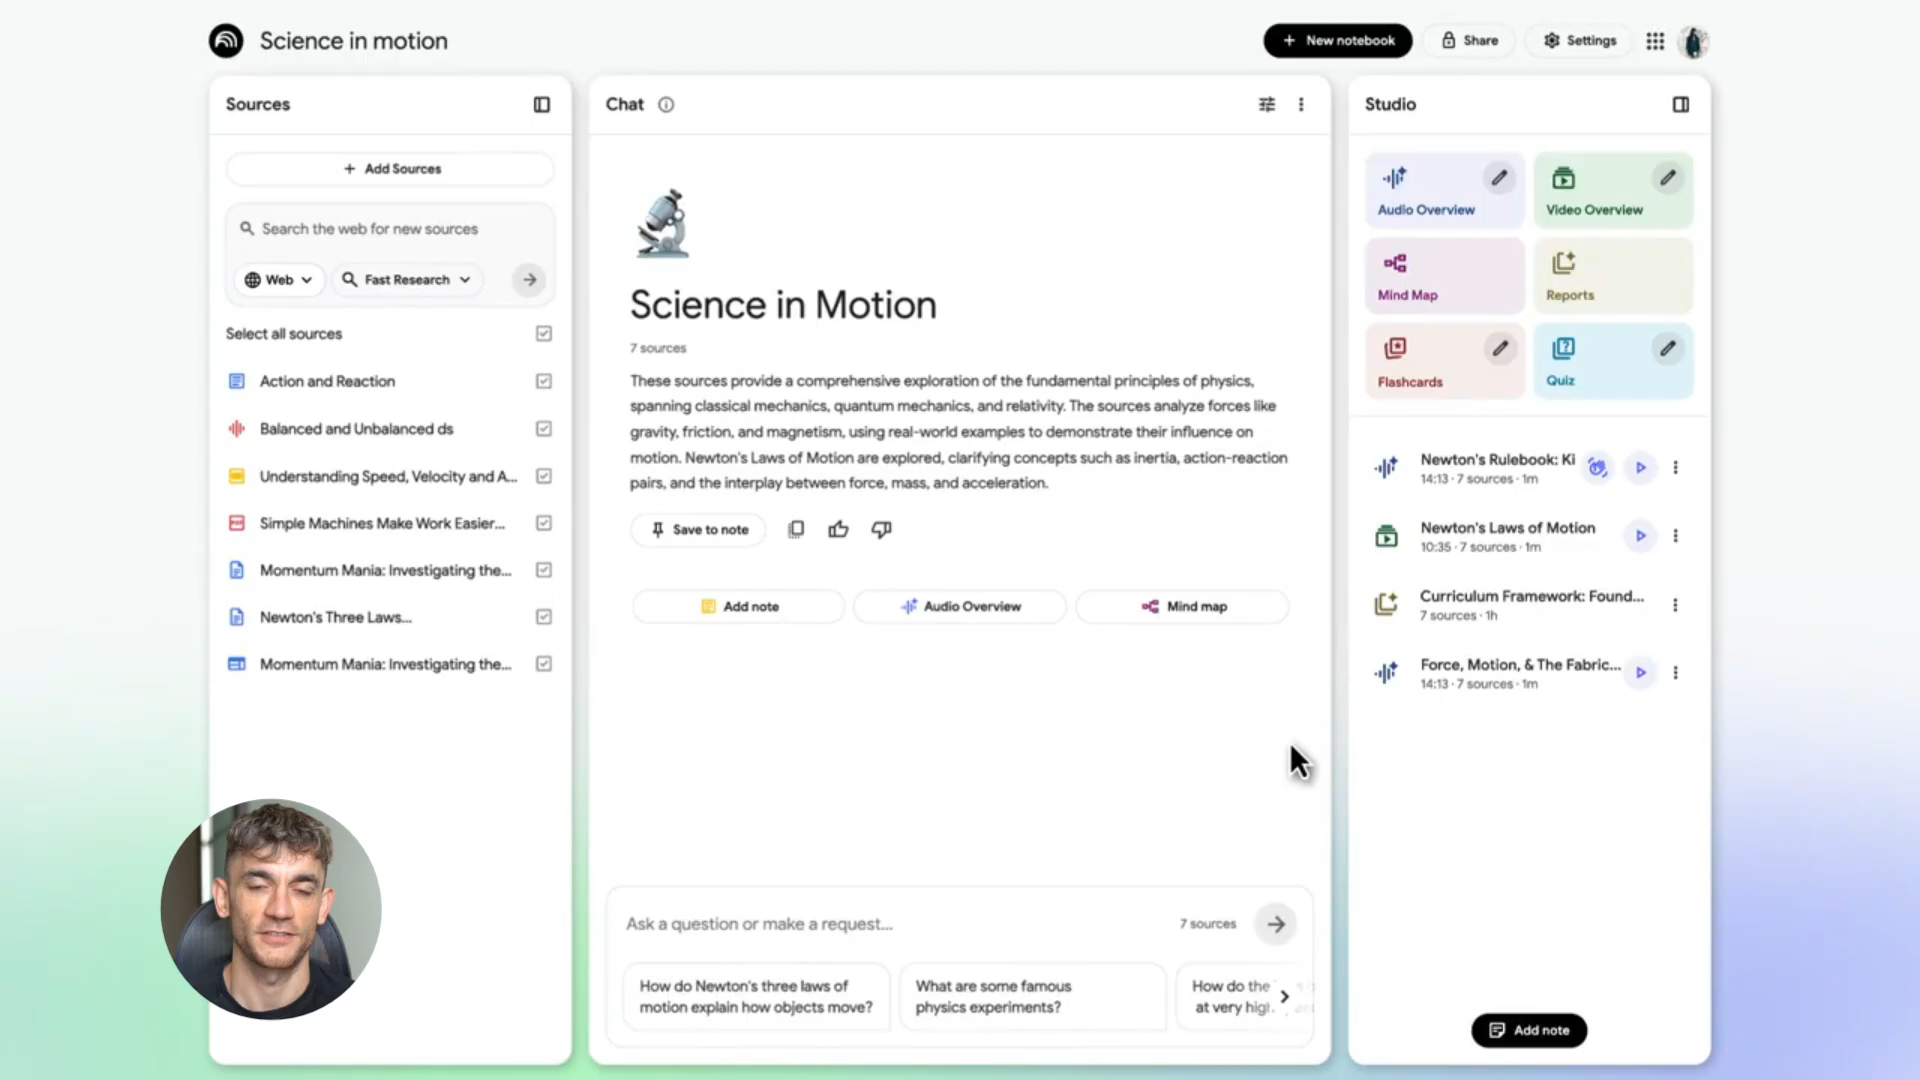 Science in motion
New notebook
Share
Settings
Sources
Add Sources
Search the web for new sources
Web
Fast Research
Select all sources
Action and Reaction
Balanced and Unbalanced ds
Understanding Speed, Velocity and A...
Simple Machines Make Work Easier...
Momentum Mania: Investigating the...
Newton's Three Laws...
Momentum Mania: Investigating the...
Chat
Science in Motion
7 sources
These sources provide a comprehensive exploration of the fundamental principles of physics,
spanning classical mechanics, quantum mechanics, and relativity. The sources analyze forces like
gravity, friction, and magnetism, using real-world examples to demonstrate their influence on
motion. Newton's Laws of Motion are explored, clarifying concepts such as inertia, action-reaction
pairs, and the interplay between force, mass, and acceleration.
Save to note
Add note
Audio Overview
Mind map
Ask a question or make a request...
7 sources
How do Newton's three laws of
motion explain how objects move?
What are some famous
physics experiments?
How do the
at very hig
Studio
Audio Overview
Video Overview
Mind Map
Reports
Flashcards
Quiz
Newton's Rulebook: Ki
14:13 · 7 sources · 1m
Newton's Laws of Motion
10:35 · 7 sources · 1m
Curriculum Framework: Found...
7 sources · 1h
Force, Motion, & The Fabric...
14:13 · 7 sources · 1m
Add note